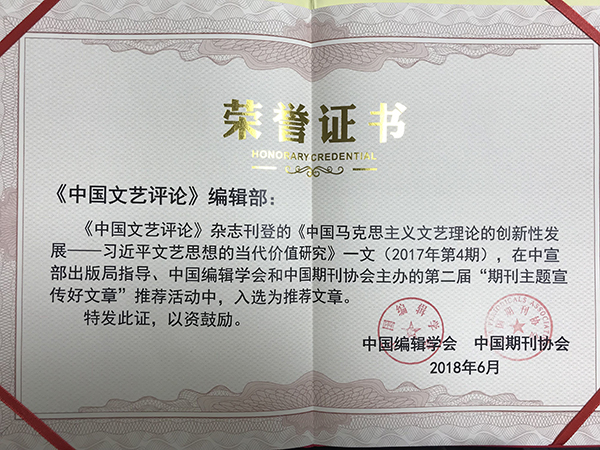 荣誉证书
HONORARY CREDENTIAL
《中国文艺评论》编辑部：
《中国文艺评论》杂志刊登的《中国马克思主义文艺理论的创新性发
展——习近平文艺思想的当代价值研究》一文（2017年第4期），在中宣
部出版局指导、中国编辑学会和中国期刊协会主办的第二届“期刊主题宣
传好文章”推荐活动中，入选为推荐文章。
特发此证，以资鼓励。
中国编辑学会 中国期刊协会
2018年6月